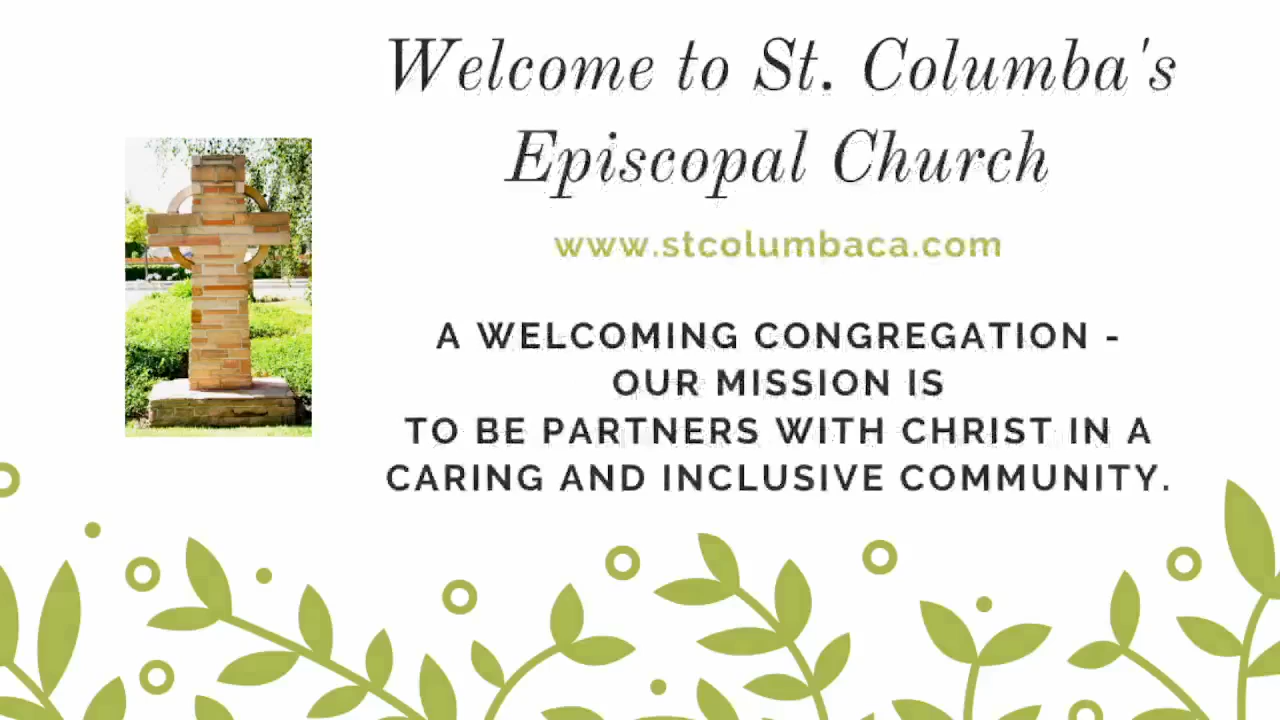 Welcome to St. Columba's
Episcopal Church
www.stcolumbaca.com
A WELCOMING CONGREGATION -
OUR MISSION IS
TO BE PARTNERS WITH CHRIST IN A
CARING AND INCLUSIVE COMMUNITY.